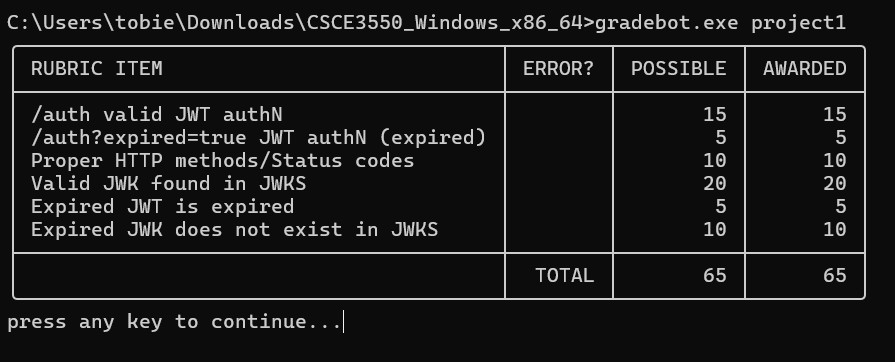 C:\Users\tobie\Downloads\CSCE3550_Windows_x86_64>gradebot.exe project1
RUBRIC ITEM ERROR? POSSIBLE AWARDED
/auth valid JWT authN 15 15
/auth?expired=true JWT authN (expired) 5 5
Proper HTTP methods/Status codes 10 10
Valid JWK found in JWKS 20 20
Expired JWT is expired 5 5
Expired JWK does not exist in JWKS 10 10
TOTAL 65 65
press any key to continue...